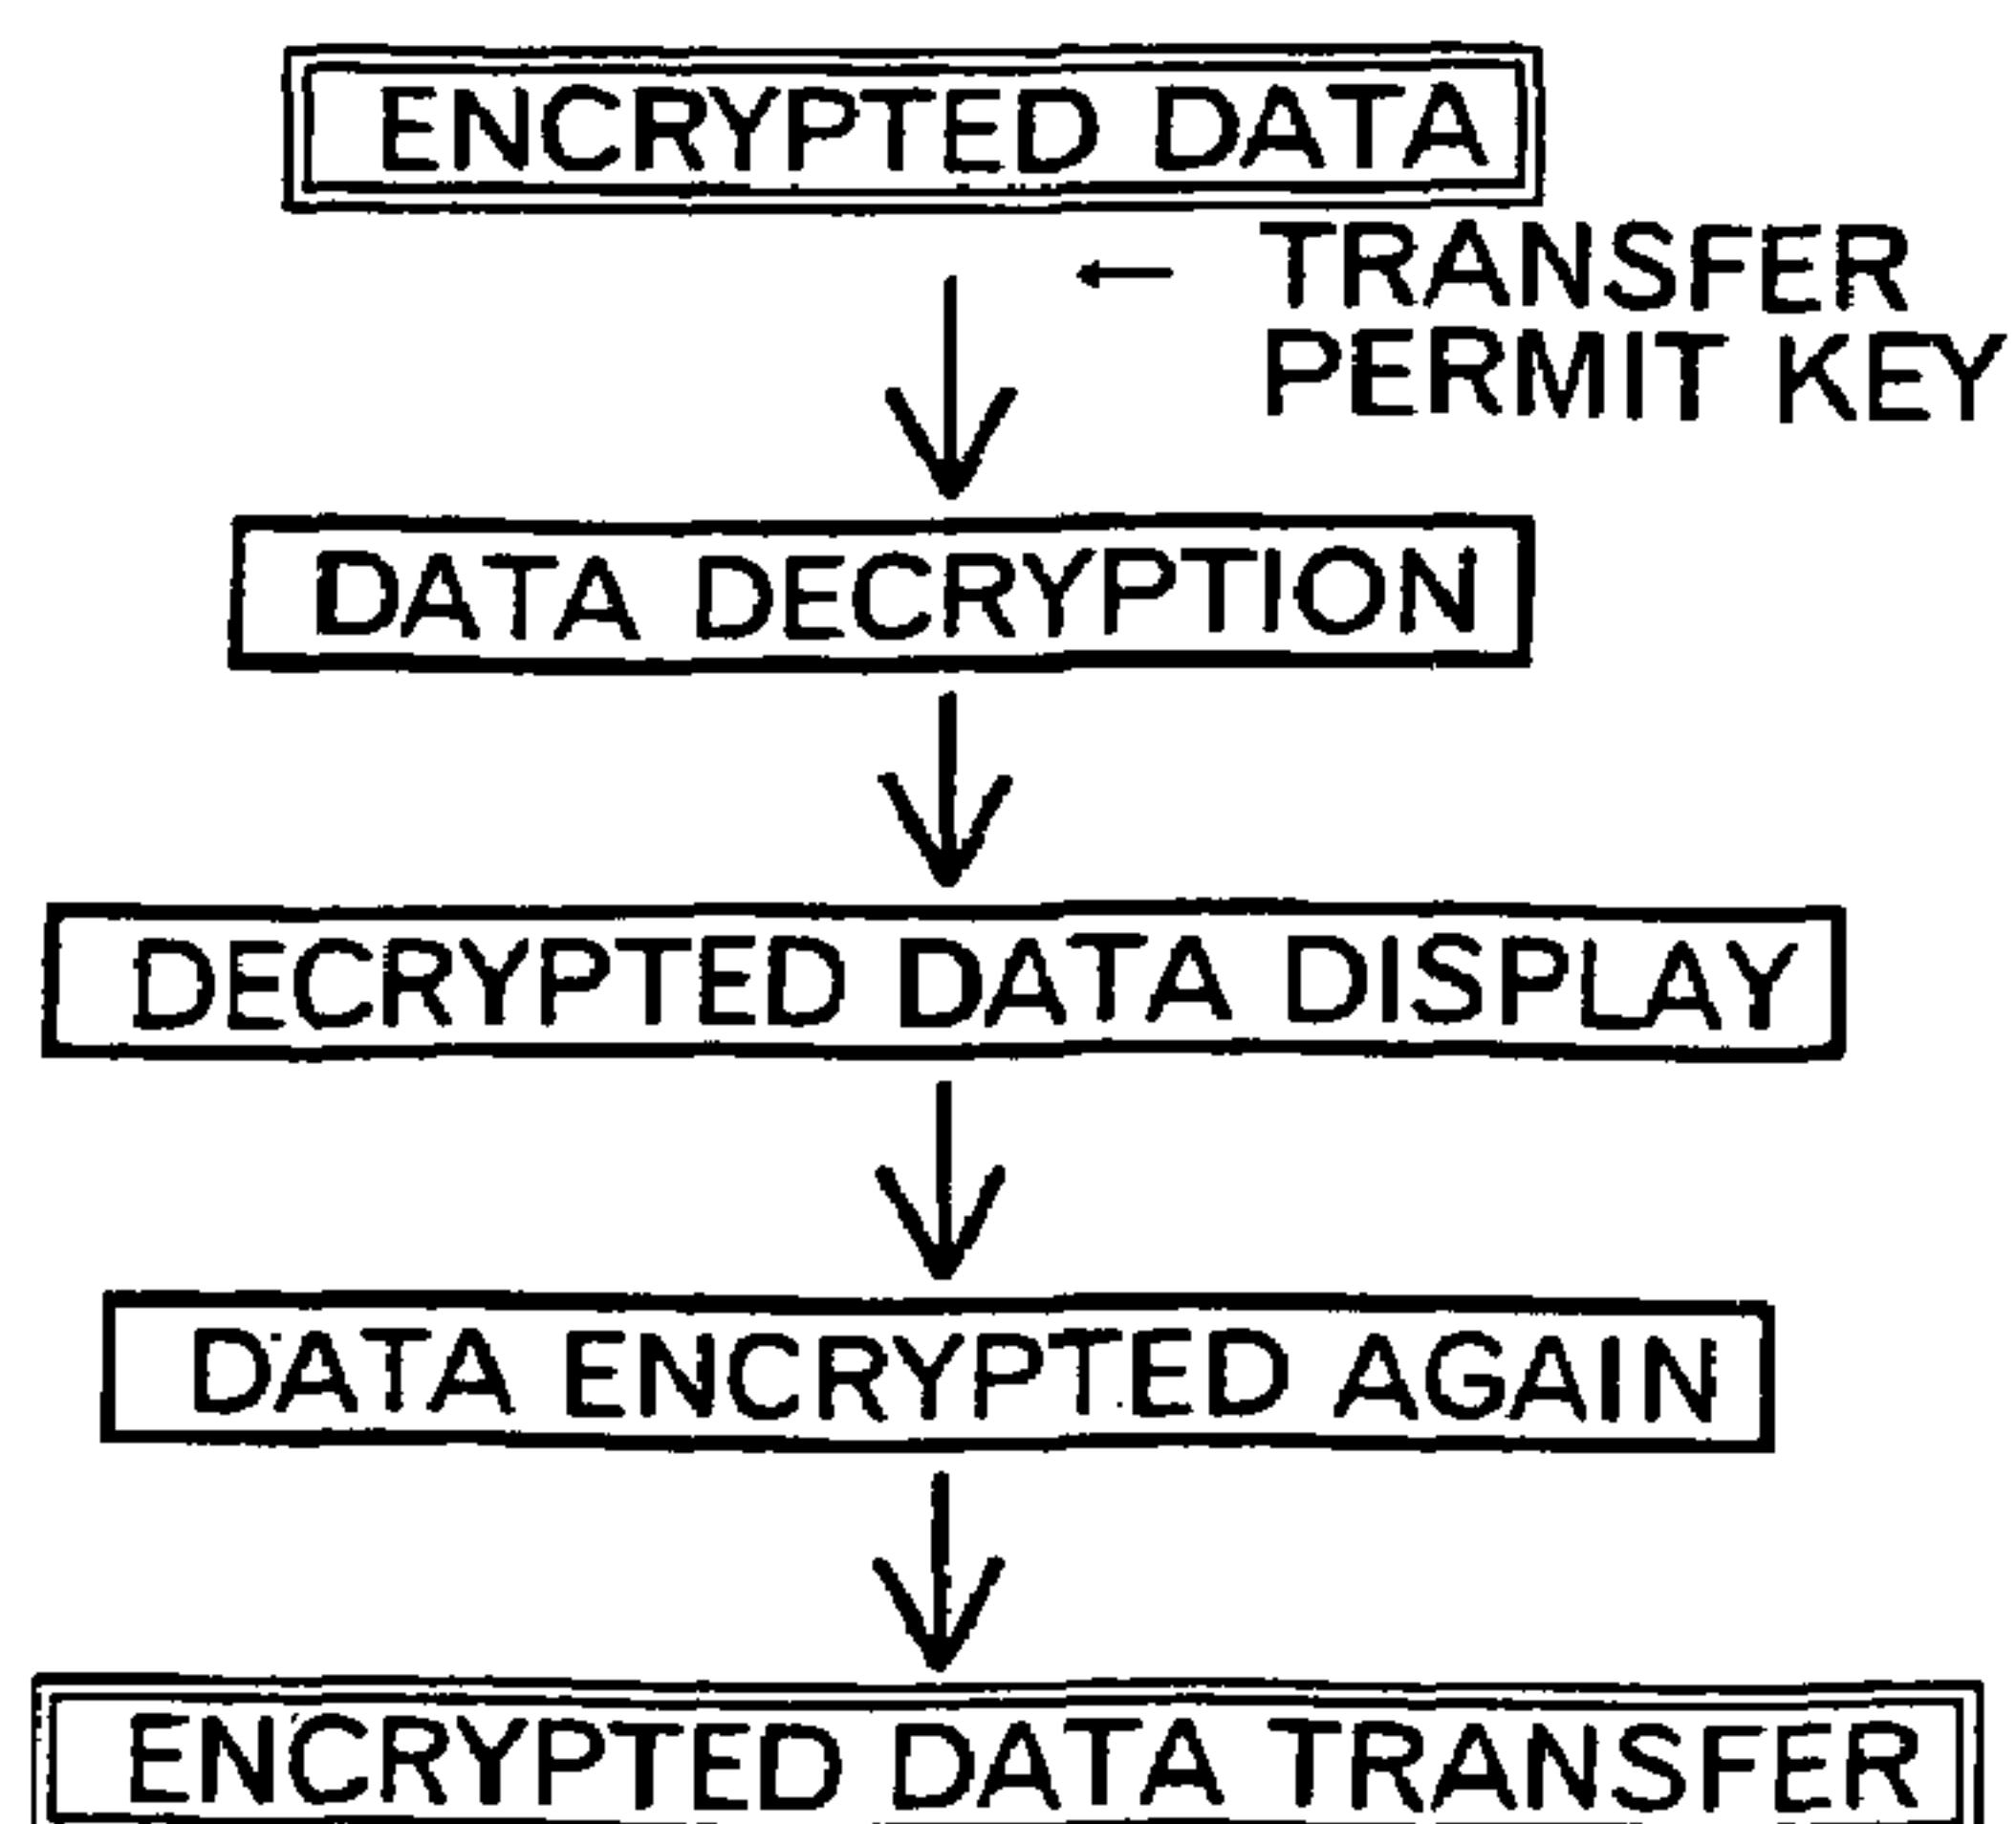 ENCRYPTED DATA
TRANSFER
PERMIT KEY
DATA DECRYPTION
DECRYPTED DATA DISPLAY
DATA ENCRYPTED AGAIN
ENCRYPTED DATA TRANSFER